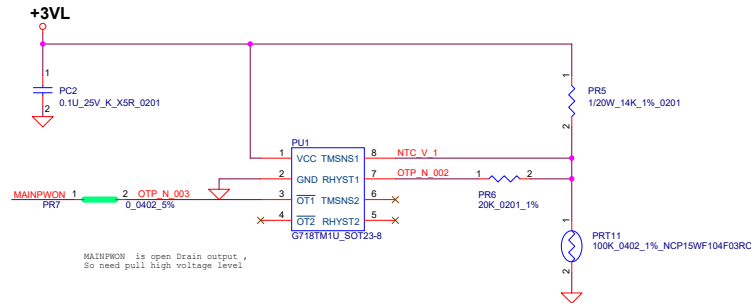 +3VL
1
PC2
0.1U_25V_K_X5R_0201
2
1
PR5
1/20W_14K_1%_0201
2
PU1
1 VCC TMSNS1 8 NTC_V_1
2 GND RHYST1 7 OTP_N_002 1 2
PR6
20K_0201_1%
MAINPWON 1 2 OTP_N_003 3 OT1 TMSNS2 6
PR7 0_0402_5%
4 OT2 RHYST2 5
G718TM1U_SOT23-8
1
PRT11
100K_0402_1%_NCP15WF104F03RC
2
MAINPWON is open Drain output ,
So need pull high voltage level